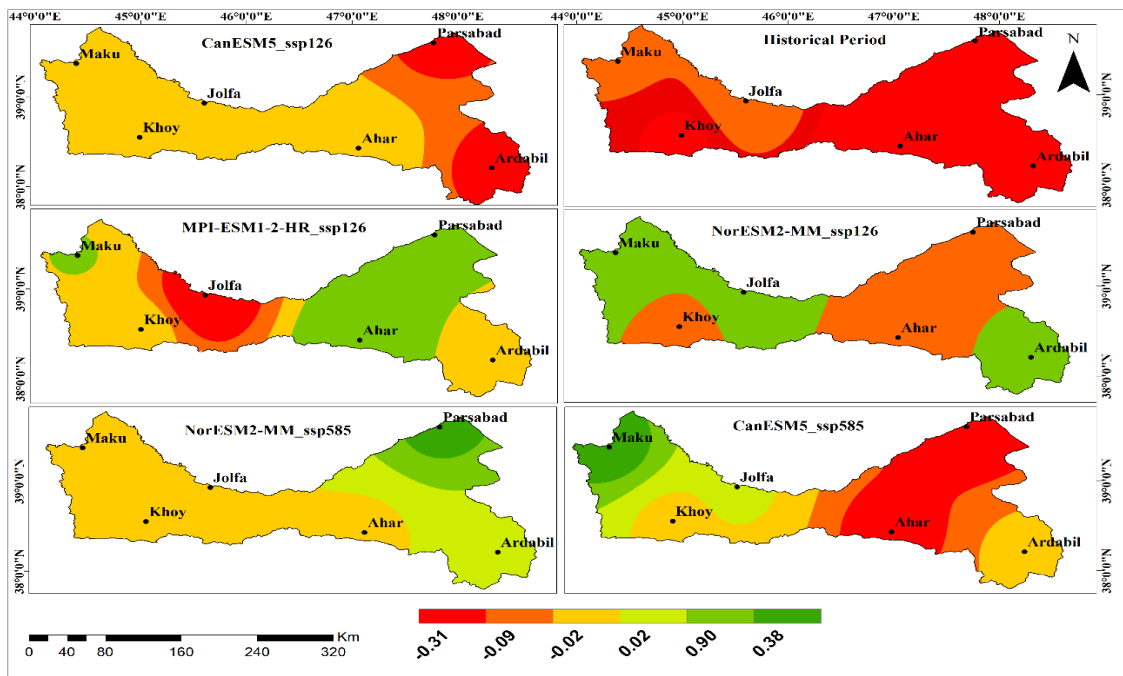 44°0'0" 45°0'0" 46°0'0" 47°0'0" 48°0'0" 44°0'0" 45°0'0" 46°0'0" 47°0'0" 48°0'0"
CanESM5_ssp126
Parsabad
Maku
Jolfa
Khoy
Ahar
Ardabil
39°0'0"N
38°0'0"N
Historical Period
Parsabad
Maku
Jolfa
Khoy
Ahar
Ardabil
N
39°0'0"N
38°0'0"N
MPI-ESM1-2-HR_ssp126
Parsabad
Maku
Jolfa
Khoy
Ahar
Ardabil
39°0'0"N
38°0'0"N
NorESM2-MM_ssp126
Parsabad
Maku
Jolfa
Khoy
Ahar
Ardabil
39°0'0"N
38°0'0"N
NorESM2-MM_ssp585
Parsabad
Maku
Jolfa
Khoy
Ahar
Ardabil
39°0'0"N
38°0'0"N
CanESM5_ssp585
Parsabad
Maku
Jolfa
Khoy
Ahar
Ardabil
39°0'0"N
38°0'0"N
Km
0 40 80 160 240 320
-0.31 -0.09 -0.02 0.02 0.90 0.38